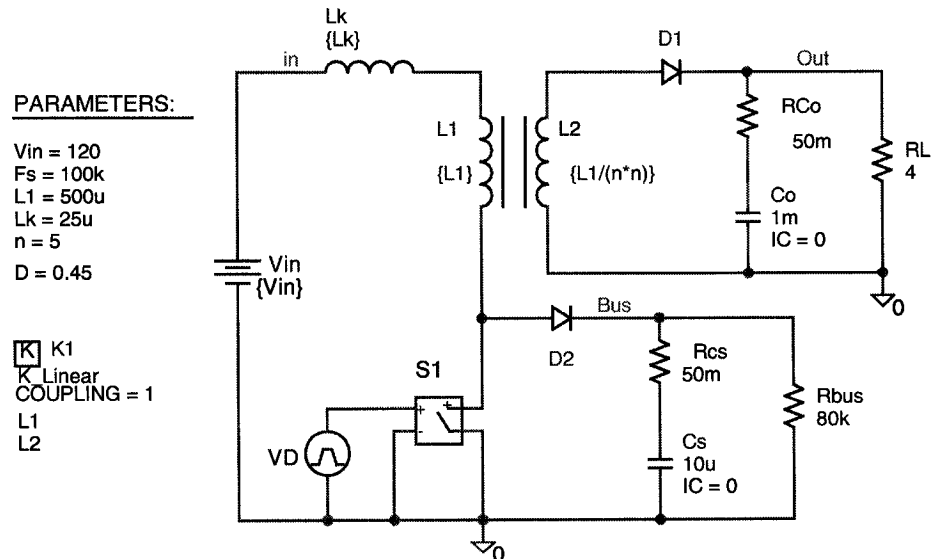 Lk
{Lk}
in
D1
Out
PARAMETERS:
Vin = 120
Fs = 100k
L1 = 500u
Lk = 25u
n = 5
D = 0.45
L1
{L1}
L2
{L1/(n*n)}
RCo
50m
RL
4
Co
1m
IC = 0
0
Vin
{Vin}
K K1
K_Linear
COUPLING = 1
L1
L2
Bus
D2
S1
+
-
+
VD
Rcs
50m
Rbus
80k
Cs
10u
IC = 0
0